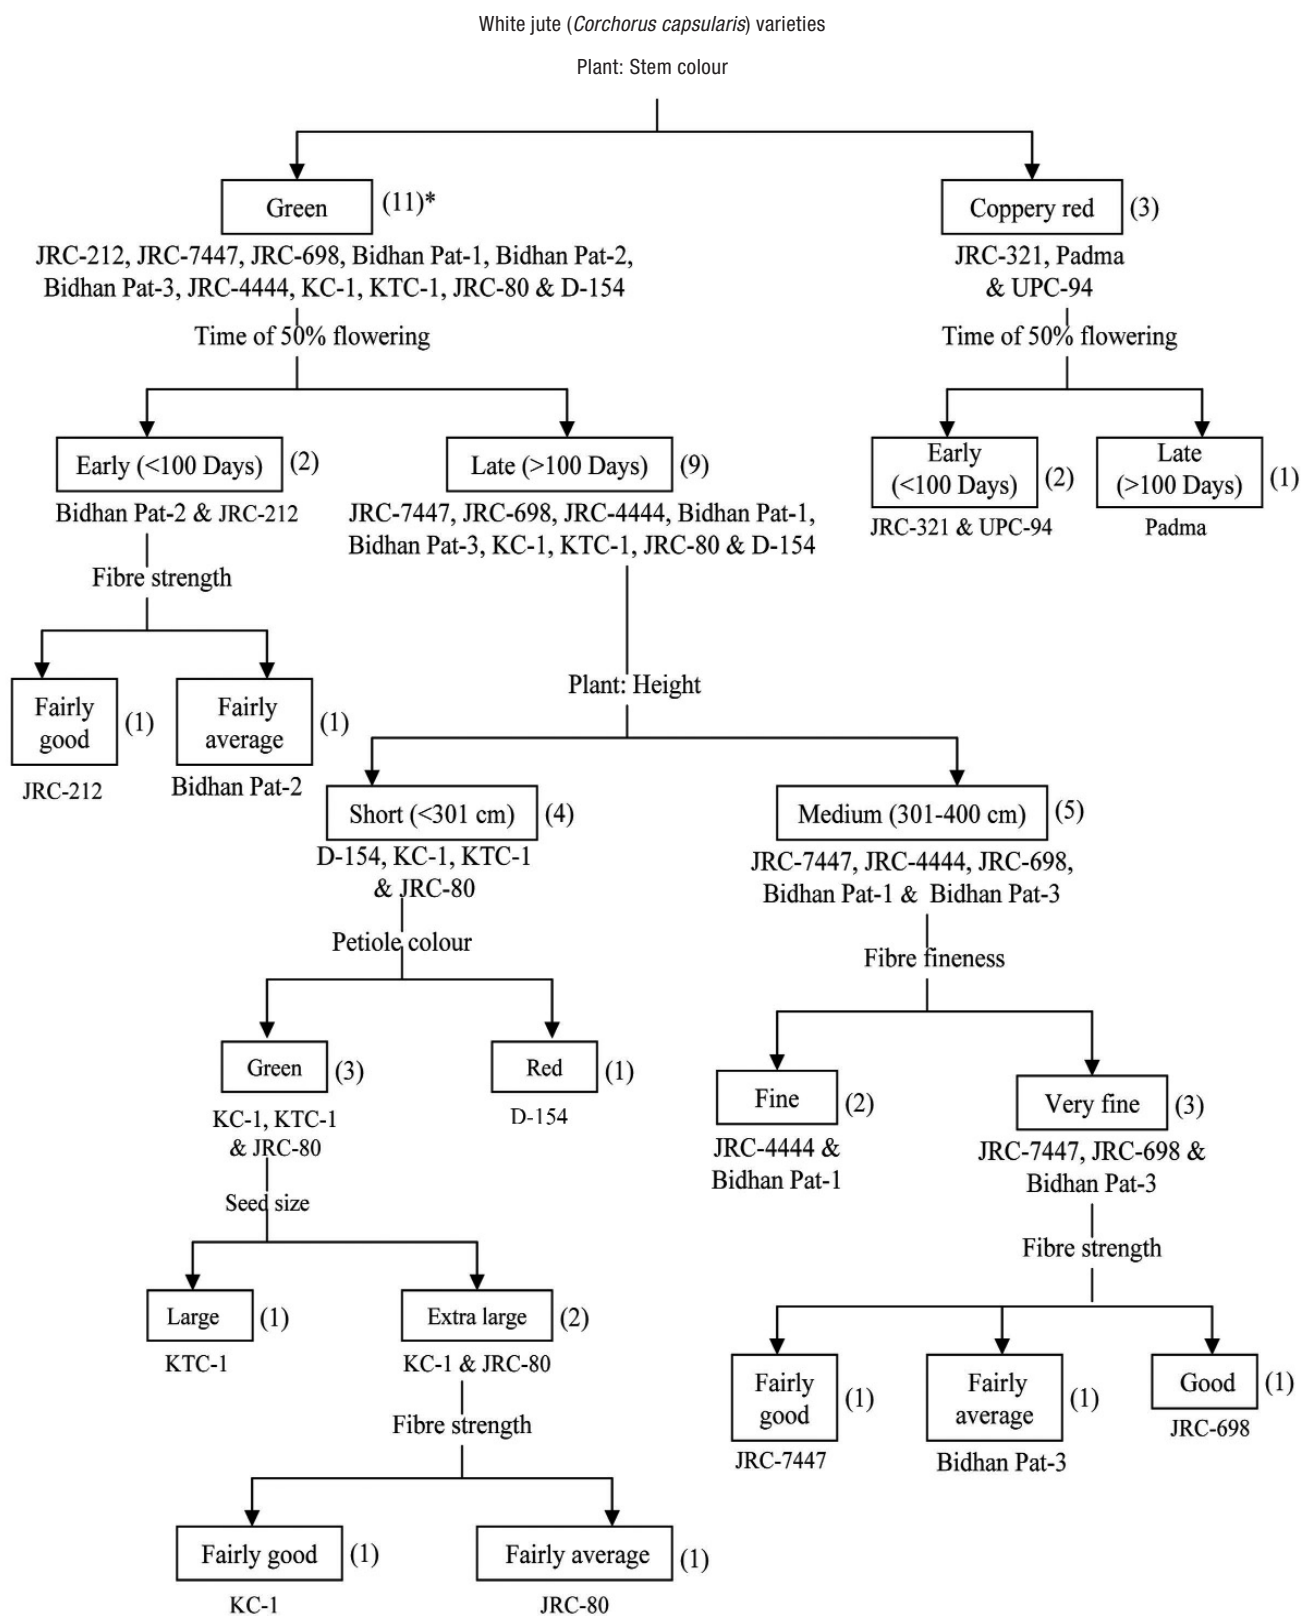 White jute (Corchorus capsularis) varieties
Plant: Stem colour
Green
(11)*
JRC-212, JRC-7447, JRC-698, Bidhan Pat-1, Bidhan Pat-2,
Bidhan Pat-3, JRC-4444, KC-1, KTC-1, JRC-80 & D-154
Coppery red
(3)
JRC-321, Padma
& UPC-94
Time of 50% flowering
Time of 50% flowering
Early (<100 Days)
(2)
Bidhan Pat-2 & JRC-212
Late (>100 Days)
(9)
JRC-7447, JRC-698, JRC-4444, Bidhan Pat-1,
Bidhan Pat-3, KC-1, KTC-1, JRC-80 & D-154
Early
(<100 Days)
(2)
JRC-321 & UPC-94
Late
(>100 Days)
(1)
Padma
Fibre strength
Fairly
good
(1)
JRC-212
Fairly
average
(1)
Bidhan Pat-2
Plant: Height
Short (<301 cm)
(4)
D-154, KC-1, KTC-1
& JRC-80
Medium (301-400 cm)
(5)
JRC-7447, JRC-4444, JRC-698,
Bidhan Pat-1 & Bidhan Pat-3
Petiole colour
Fibre fineness
Green
(3)
KC-1, KTC-1
& JRC-80
Red
(1)
D-154
Fine
(2)
JRC-4444 &
Bidhan Pat-1
Very fine
(3)
JRC-7447, JRC-698 &
Bidhan Pat-3
Seed size
Fibre strength
Large
(1)
KTC-1
Extra large
(2)
KC-1 & JRC-80
Fairly
good
(1)
JRC-7447
Fairly
average
(1)
Bidhan Pat-3
Good
(1)
JRC-698
Fibre strength
Fairly good
(1)
KC-1
Fairly average
(1)
JRC-80